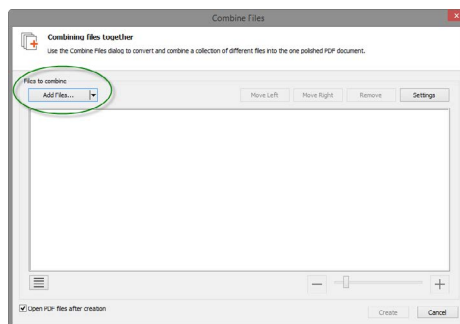 Combine Files
Combining files together
Use the Combine Files dialog to convert and combine a collection of different files into the one polished PDF document.
Files to combine
Add Files...
Move Left
Move Right
Remove
Settings
Open PDF files after creation
Create
Cancel